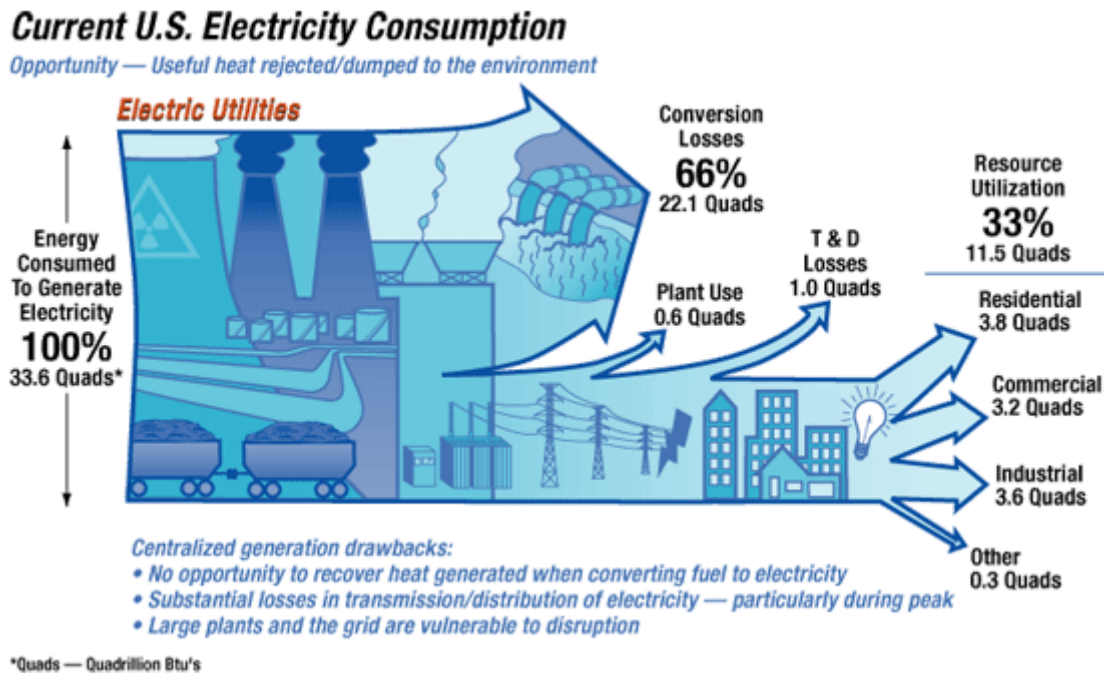 Current U.S. Electricity Consumption
Opportunity — Useful heat rejected/dumped to the environment
Electric Utilities
Energy
Consumed
To Generate
Electricity
100%
33.6 Quads*
Conversion
Losses
66%
22.1 Quads
Plant Use
0.6 Quads
T & D
Losses
1.0 Quads
Resource
Utilization
33%
11.5 Quads
Residential
3.8 Quads
Commercial
3.2 Quads
Industrial
3.6 Quads
Other
0.3 Quads
Centralized generation drawbacks:
• No opportunity to recover heat generated when converting fuel to electricity
• Substantial losses in transmission/distribution of electricity — particularly during peak
• Large plants and the grid are vulnerable to disruption
*Quads — Quadrillion Btu's